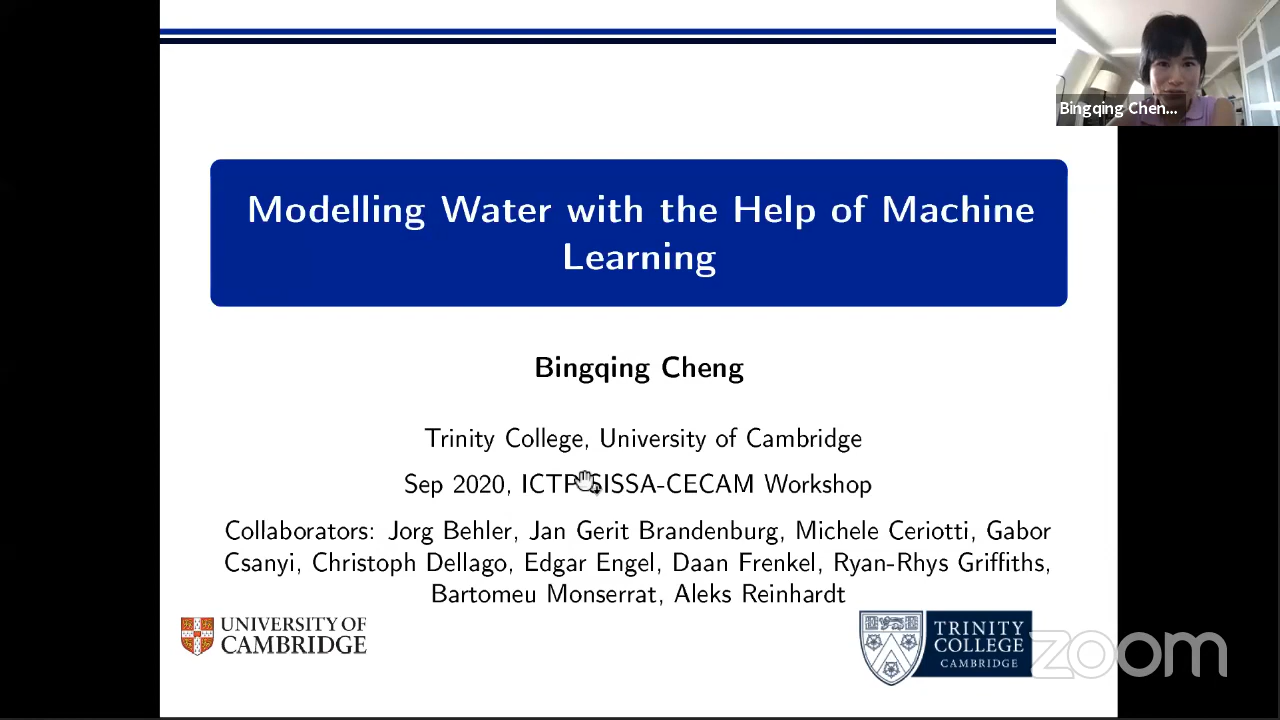 Bingqing Chen...
Modelling Water with the Help of Machine
Learning
Bingqing Cheng
Trinity College, University of Cambridge
Sep 2020, ICTP-SISSA-CECAM Workshop
Collaborators: Jorg Behler, Jan Gerit Brandenburg, Michele Ceriotti, Gabor
Csanyi, Christoph Dellago, Edgar Engel, Daan Frenkel, Ryan-Rhys Griffiths,
Bartomeu Monserrat, Aleks Reinhardt
UNIVERSITY OF
CAMBRIDGE
TRINITY
COLLEGE
CAMBRIDGE
zoom